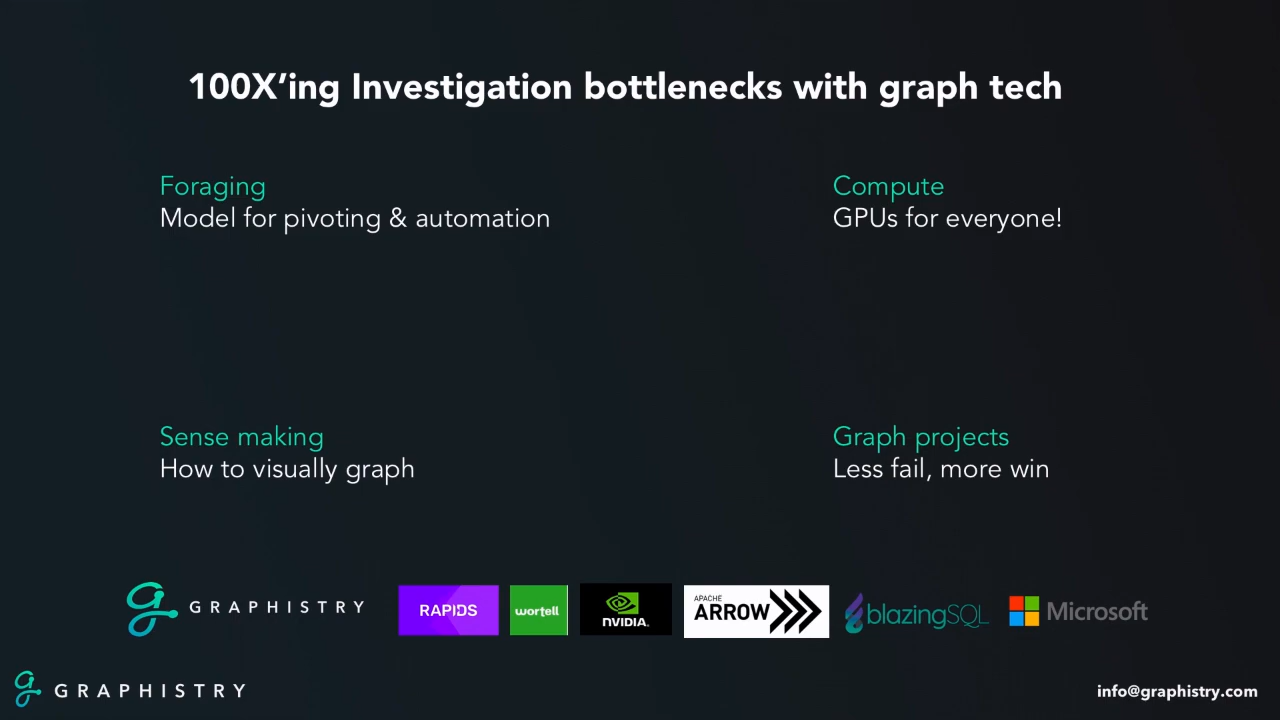 100X’ing Investigation bottlenecks with graph tech
Foraging
Model for pivoting & automation
Compute
GPUs for everyone!
Sense making
How to visually graph
Graph projects
Less fail, more win
GRAPHISTRY
RAPIDS
wortell
NVIDIA.
APACHE
ARROW
blazingSQL
Microsoft
GRAPHISTRY
info@graphistry.com